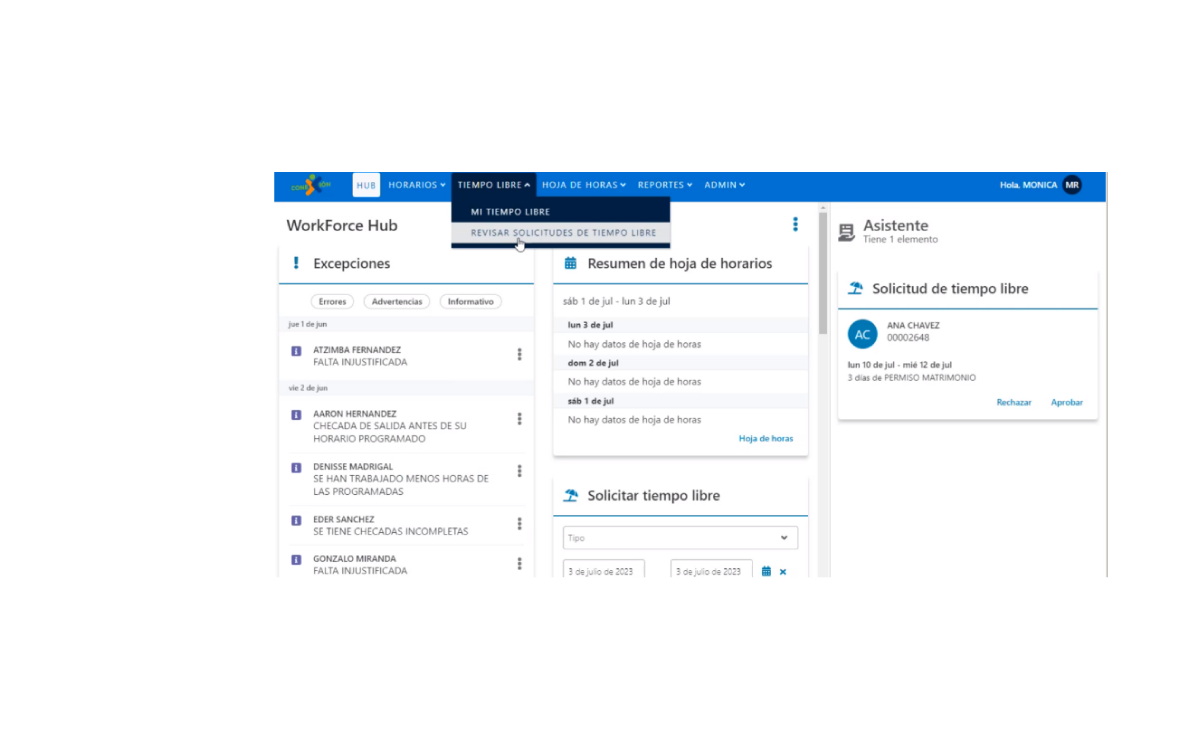 HUB HORARIOS TIEMPO LIBRE HOJA DE HORAS REPORTES ADMIN Hola, MONICA MR
MI TIEMPO LIBRE
REVISAR SOLICITUDES DE TIEMPO LIBRE
WorkForce Hub
Excepciones
Errores Advertencias Informativo
jue 1 de jun
ATZIMBA FERNANDEZ
FALTA INJUSTIFICADA
vie 2 de jun
AARON HERNANDEZ
CHECADA DE SALIDA ANTES DE SU
HORARIO PROGRAMADO
DENISSE MADRIGAL
SE HAN TRABAJADO MENOS HORAS DE
LAS PROGRAMADAS
EDER SANCHEZ
SE TIENE CHECADAS INCOMPLETAS
GONZALO MIRANDA
FALTA INJUSTIFICADA
Resumen de hoja de horarios
sáb 1 de jul - lun 3 de jul
lun 3 de jul
No hay datos de hoja de horas
dom 2 de jul
No hay datos de hoja de horas
sáb 1 de jul
No hay datos de hoja de horas
Hoja de horas
Solicitar tiempo libre
Tipo
3 de julio de 2023 3 de julio de 2023
Asistente
Tiene 1 elemento
Solicitud de tiempo libre
AC
ANA CHAVEZ
00002648
lun 10 de jul - mié 12 de jul
3 días de PERMISO MATRIMONIO
Rechazar Aprobar